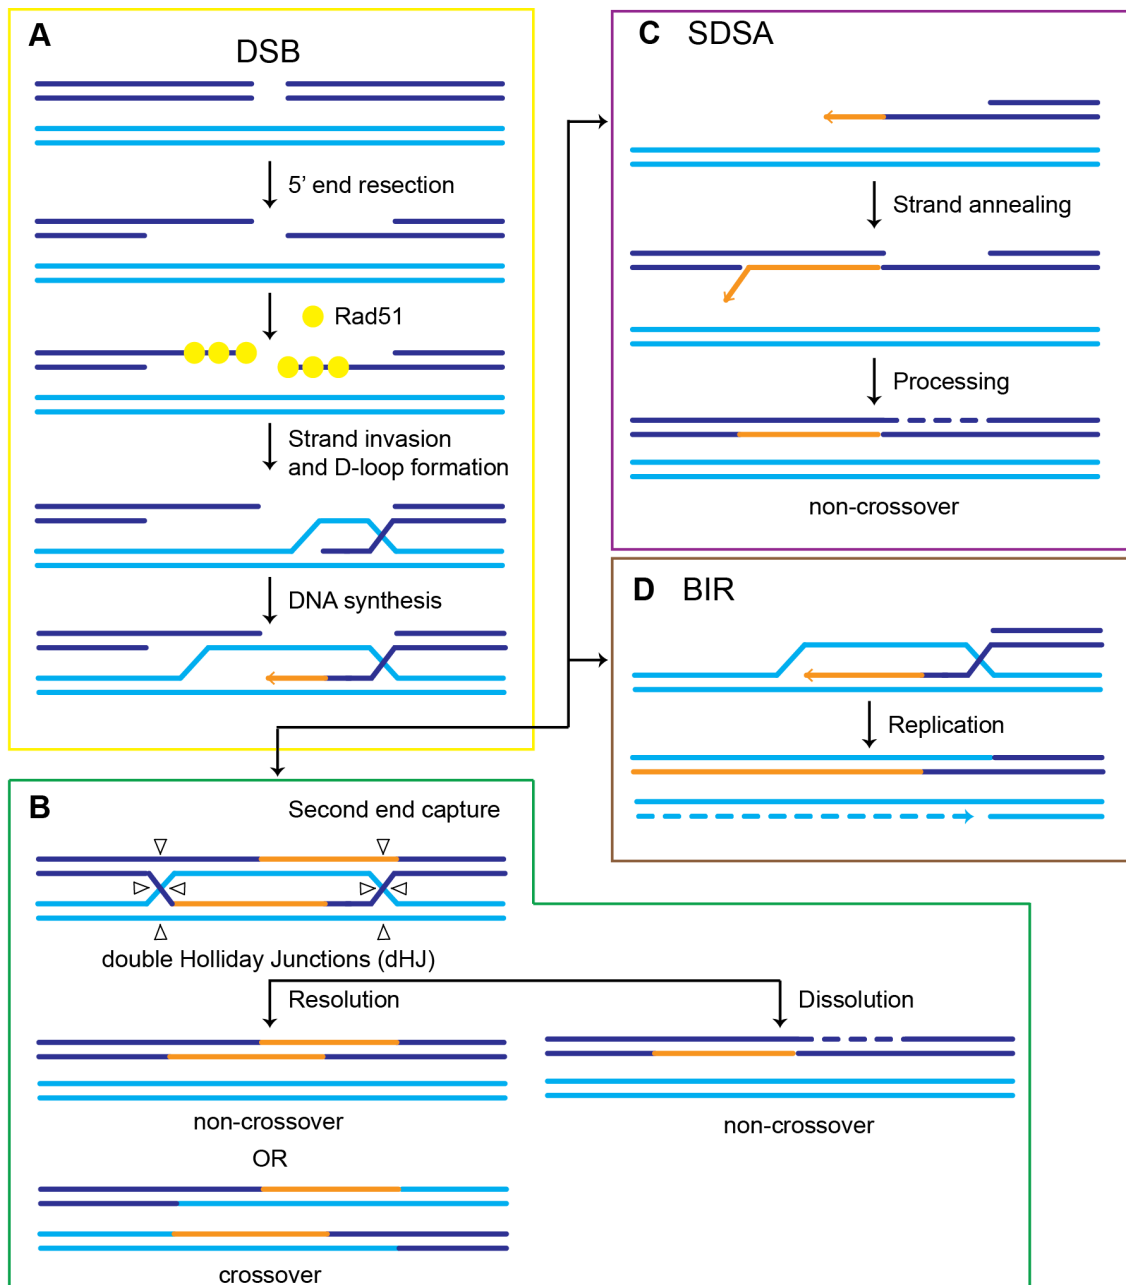 A
DSB
5’ end resection
Rad51
Strand invasion
and D-loop formation
DNA synthesis
B
Second end capture
double Holliday Junctions (dHJ)
Resolution
Dissolution
non-crossover
non-crossover
OR
crossover
C SDSA
Strand annealing
Processing
non-crossover
D BIR
Replication